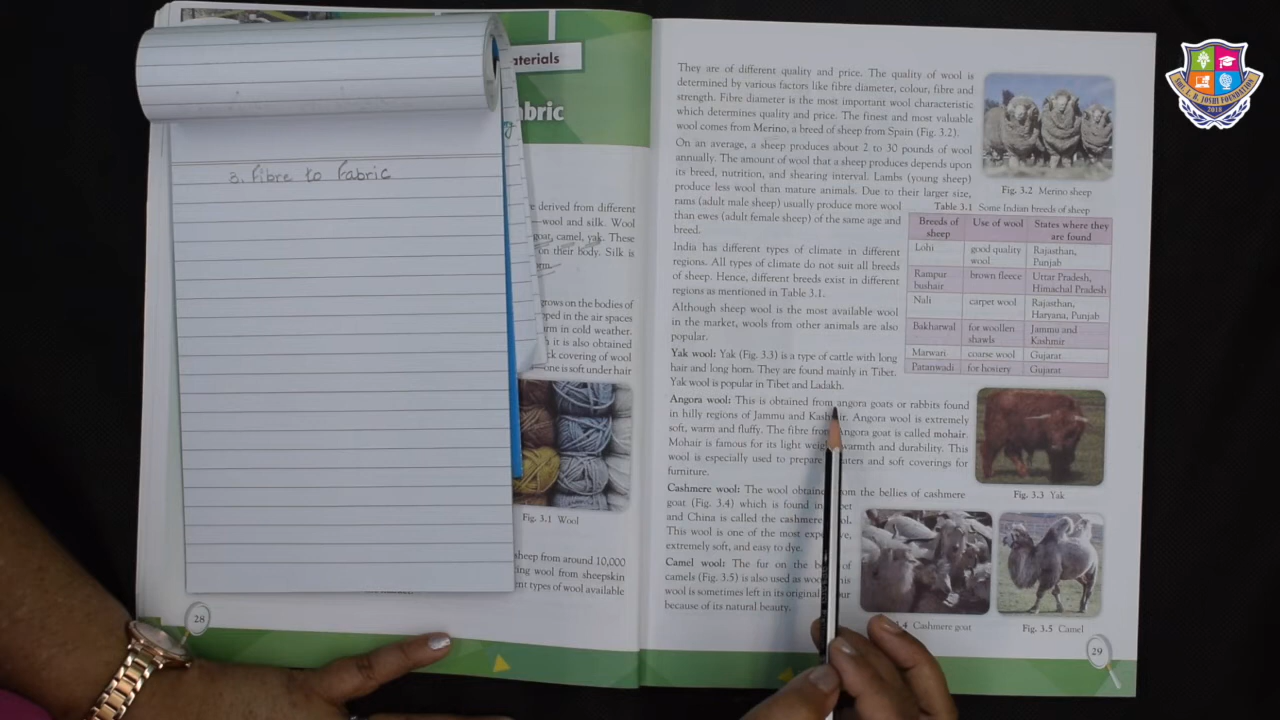 aterials
abric
3. Fibre to Fabric
e derived from different
—wool and silk. Wool
goat, camel, yak. These
on their body. Silk is
orm.
grows on the bodies of
pped in the air spaces
rm in cold weather.
it is also obtained
ck covering of wool
—one is soft under hair
Fig. 3.1 Wool
sheep from around 10,000
ing wool from sheepskin
nt types of wool available
28
They are of different quality and price. The quality of wool is
determined by various factors like fibre diameter, colour, fibre and
strength. Fibre diameter is the most important wool characteristic
which determines quality and price. The finest and most valuable
wool comes from Merino, a breed of sheep from Spain (Fig. 3.2).
On an average, a sheep produces about 2 to 30 pounds of wool
annually. The amount of wool that a sheep produces depends upon
its breed, nutrition, and shearing interval. Lambs (young sheep)
produce less wool than mature animals. Due to their larger size,
rams (adult male sheep) usually produce more wool
than ewes (adult female sheep) of the same age and
breed.
India has different types of climate in different
regions. All types of climate do not suit all breeds
of sheep. Hence, different breeds exist in different
regions as mentioned in Table 3.1.
Although sheep wool is the most available wool
in the market, wools from other animals are also
popular.
Yak wool: Yak (Fig. 3.3) is a type of cattle with long
hair and long horn. They are found mainly in Tibet.
Yak wool is popular in Tibet and Ladakh.
Angora wool: This is obtained from angora goats or rabbits found
in hilly regions of Jammu and Kashmir. Angora wool is extremely
soft, warm and fluffy. The fibre from Angora goat is called mohair.
Mohair is famous for its light weigh warmth and durability. This
wool is especially used to prepare aters and soft coverings for
furniture.
Cashmere wool: The wool obtain om the bellies of cashmere
goat (Fig. 3.4) which is found in bet
and China is called the cashmere ol.
This wool is one of the most exp ve,
extremely soft, and easy to dye.
Camel wool: The fur on the b of
camels (Fig. 3.5) is also used as woo his
wool is sometimes left in its original our
because of its natural beauty.
Fig. 3.2 Merino sheep
Table 3.1 Some Indian breeds of sheep
Breeds of sheep Use of wool States where they are found
Lohi good quality wool Rajasthan, Punjab
Rampur bushair brown fleece Uttar Pradesh, Himachal Pradesh
Nali carpet wool Rajasthan, Haryana, Punjab
Bakharwal for woollen shawls Jammu and Kashmir
Marwari coarse wool Gujarat
Patanwadi for hosiery Gujarat
Fig. 3.3 Yak
3.4 Cashmere goat
Fig. 3.5 Camel
29
SHI. L. R. JOSHI FOUNDATION
2018